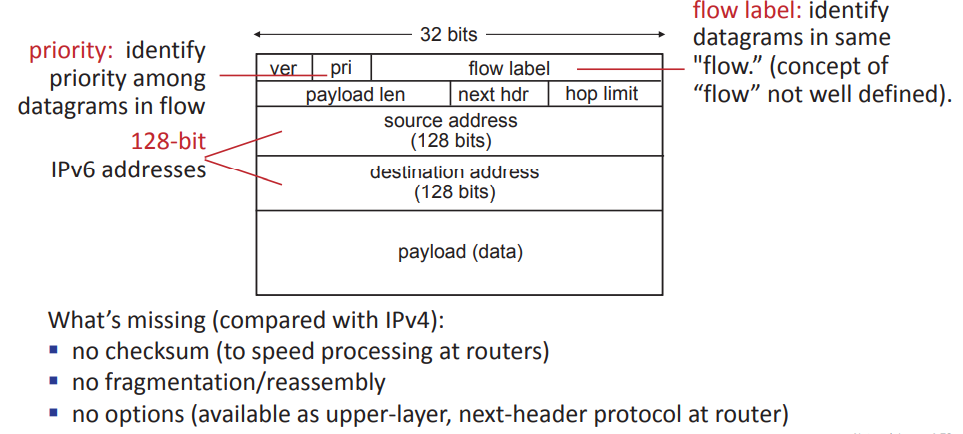 32 bits
flow label: identify
datagrams in same
"flow.” (concept of
“flow” not well defined).
priority: identify
priority among
datagrams in flow
128-bit
IPv6 addresses
ver pri flow label
payload len next hdr hop limit
source address
(128 bits)
destination address
(128 bits)
payload (data)
What’s missing (compared with IPv4):
▪ no checksum (to speed processing at routers)
▪ no fragmentation/reassembly
▪ no options (available as upper-layer, next-header protocol at router)